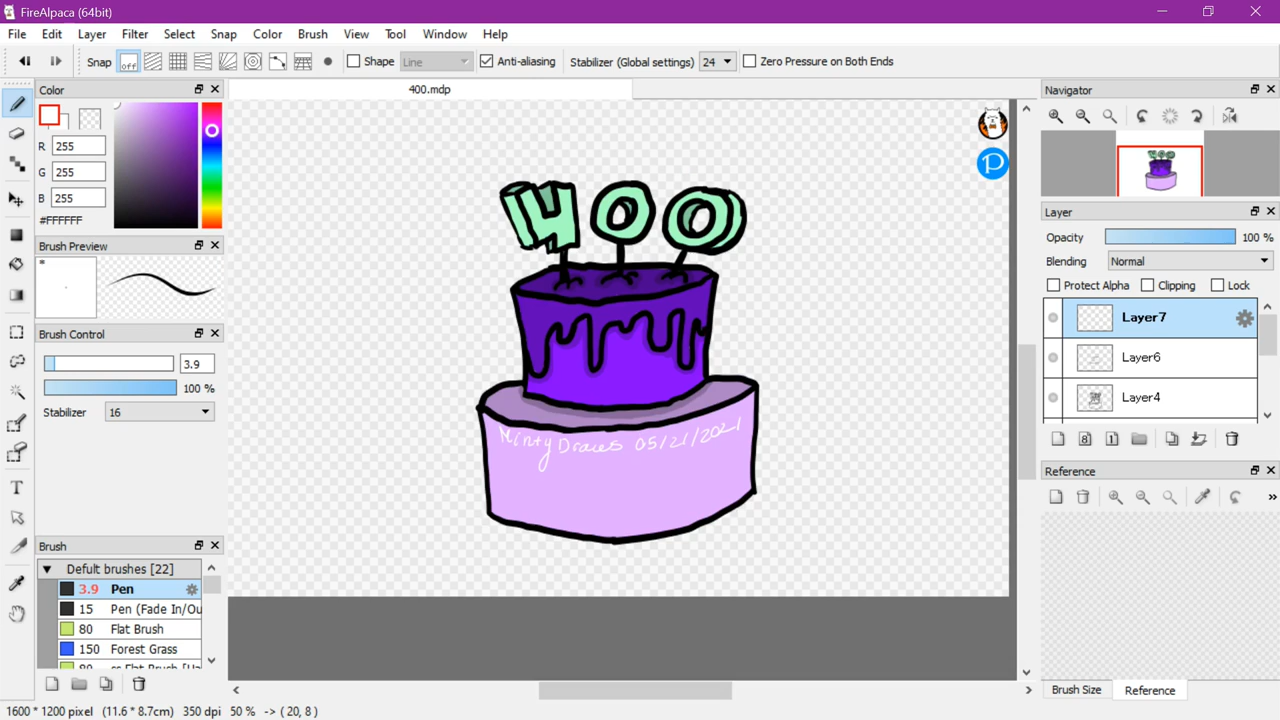 FireAlpaca (64bit)
File Edit Layer Filter Select Snap Color Brush View Tool Window Help
Snap off Shape Line Anti-aliasing Stabilizer (Global settings) 24 Zero Pressure on Both Ends
Color
R 255
G 255
B 255
#FFFFFF
Brush Preview
*
Brush Control
3.9
100 %
Stabilizer 16
Brush
Defult brushes [22]
3.9 Pen
15 Pen (Fade In/Ou
80 Flat Brush
150 Forest Grass
400.mdp
P
400
MintyDraws 05/21/2021
Navigator
Layer
Opacity 100 %
Blending Normal
Protect Alpha Clipping Lock
Layer7
Layer6
Layer4
8 1
Reference
»
Brush Size Reference
1600 * 1200 pixel (11.6 * 8.7cm) 350 dpi 50 % -> ( 20, 8 )